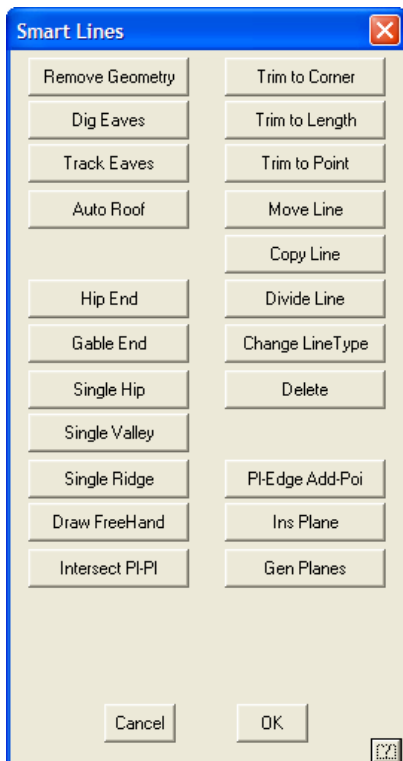 Smart Lines
Remove Geometry
Trim to Corner
Dig Eaves
Trim to Length
Track Eaves
Trim to Point
Auto Roof
Move Line
Copy Line
Hip End
Divide Line
Gable End
Change LineType
Single Hip
Delete
Single Valley
Single Ridge
Pl-Edge Add-Poi
Draw FreeHand
Ins Plane
Intersect Pl-Pl
Gen Planes
Cancel
OK
[?]